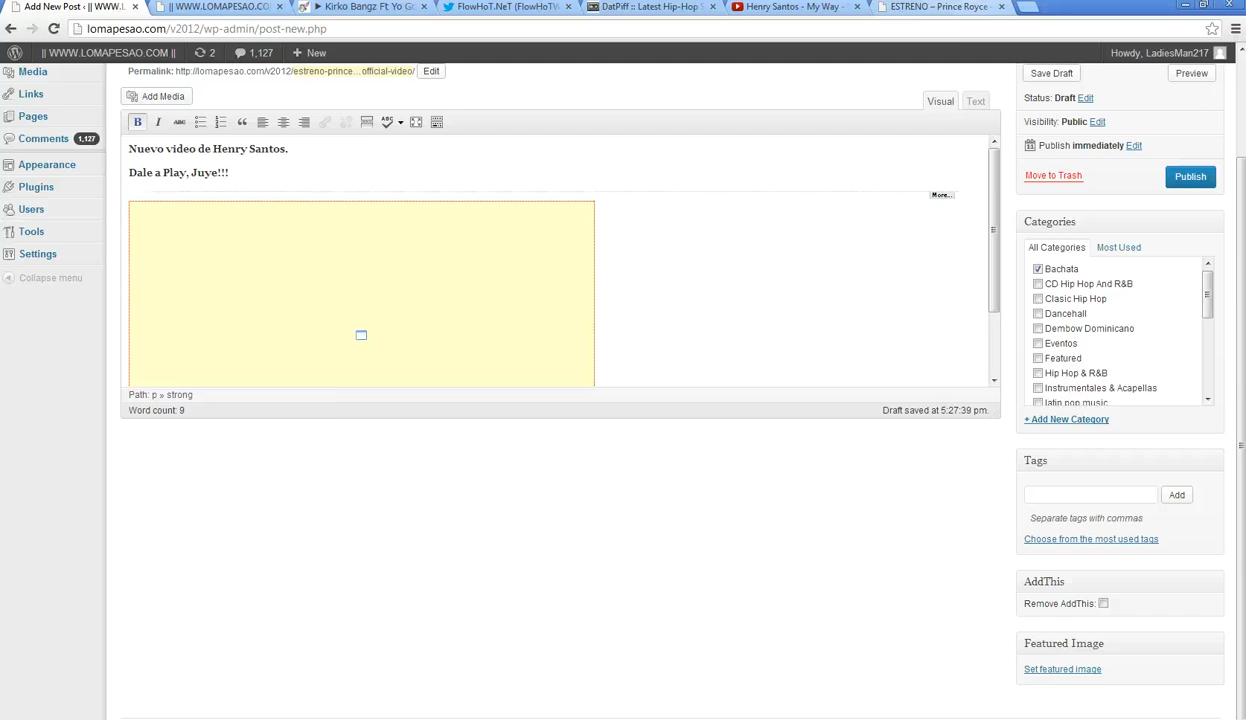 Add New Post ‹ || WWW.L
|| WWW.LOMAPESAO.COM
▶ Kirko Bangz Ft Yo G
FlowHoT.NeT (FlowHoTW
DatPiff :: Latest Hip-Hop
Henry Santos - My Way -
ESTRENO – Prince Royce
lomapesao.com/v2012/wp-admin/post-new.php
|| WWW.LOMAPESAO.COM ||
2
1,127
+ New
Howdy, LadiesMan217
Media
Links
Pages
Comments 1,127
Appearance
Plugins
Users
Tools
Settings
Collapse menu
Permalink: http://lomapesao.com/v2012/estreno-prince…official-video/ Edit
Add Media
Visual Text
B I ABC ABC
Nuevo video de Henry Santos.
Dale a Play, Juye!!!
More...
Path: p » strong
Word count: 9
Draft saved at 5:27:39 pm.
Save Draft
Preview
Status: Draft Edit
Visibility: Public Edit
Publish immediately Edit
Move to Trash
Publish
Categories
All Categories Most Used
Bachata
CD Hip Hop And R&B
Clasic Hip Hop
Dancehall
Dembow Dominicano
Eventos
Featured
Hip Hop & R&B
Instrumentales & Acapellas
latin pop music
+ Add New Category
Tags
Add
Separate tags with commas
Choose from the most used tags
AddThis
Remove AddThis:
Featured Image
Set featured image